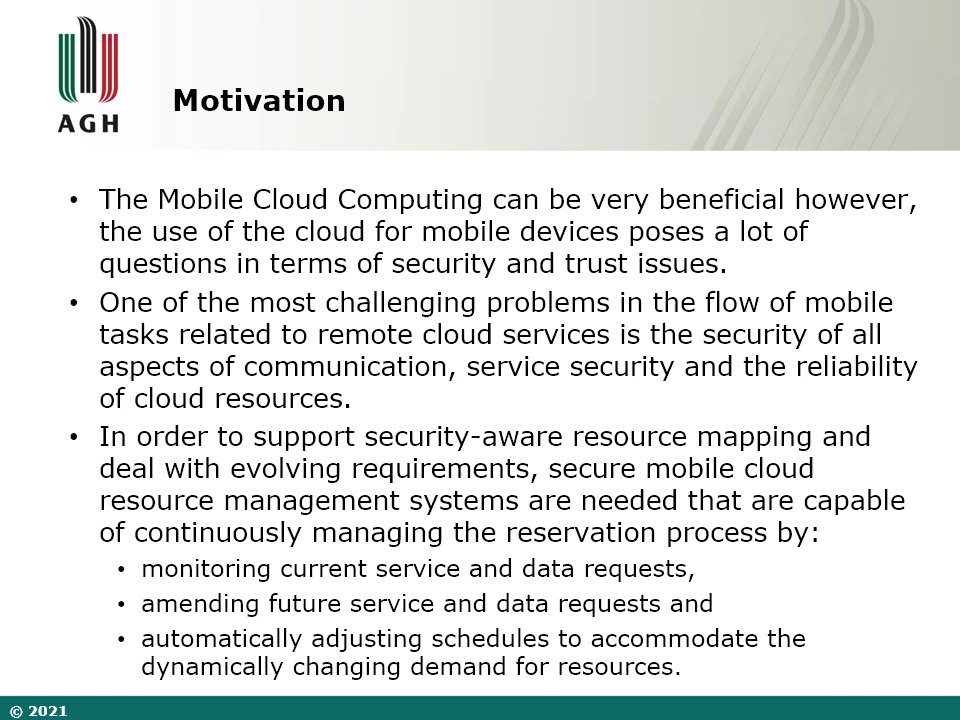 AGH
Motivation
• The Mobile Cloud Computing can be very beneficial however,
the use of the cloud for mobile devices poses a lot of
questions in terms of security and trust issues.
• One of the most challenging problems in the flow of mobile
tasks related to remote cloud services is the security of all
aspects of communication, service security and the reliability
of cloud resources.
• In order to support security-aware resource mapping and
deal with evolving requirements, secure mobile cloud
resource management systems are needed that are capable
of continuously managing the reservation process by:
• monitoring current service and data requests,
• amending future service and data requests and
• automatically adjusting schedules to accommodate the
dynamically changing demand for resources.
© 2021